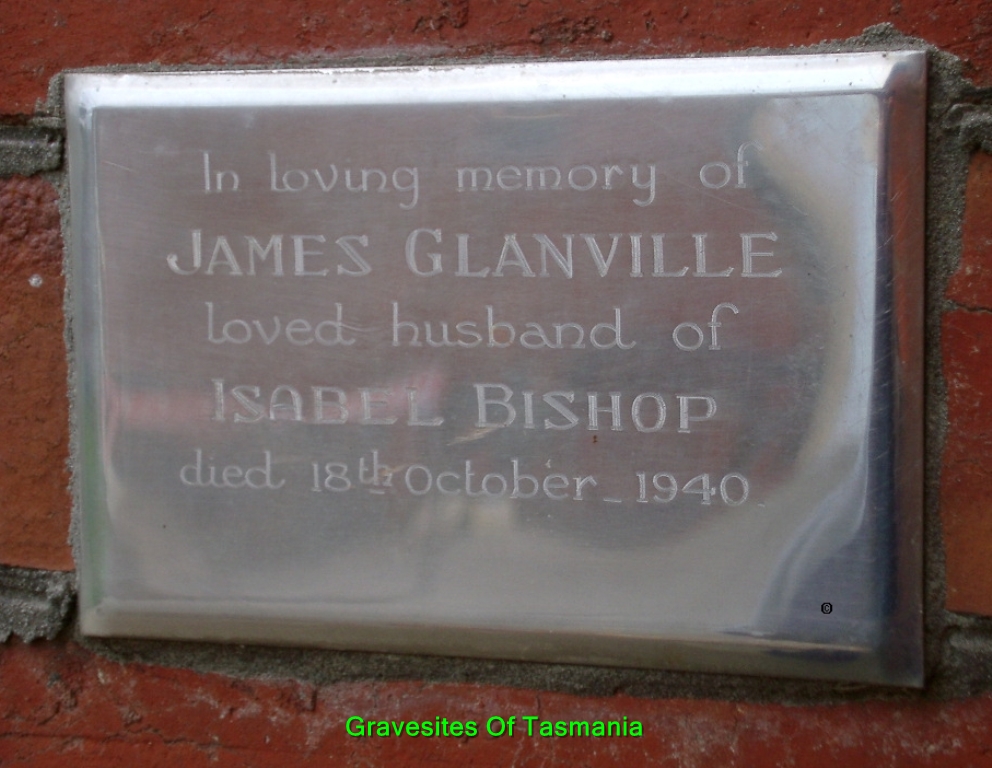 In loving memory of
JAMES GLANVILLE
loved husband of
ISABEL BISHOP
died 18th October _ 1940
©
Gravesites Of Tasmania